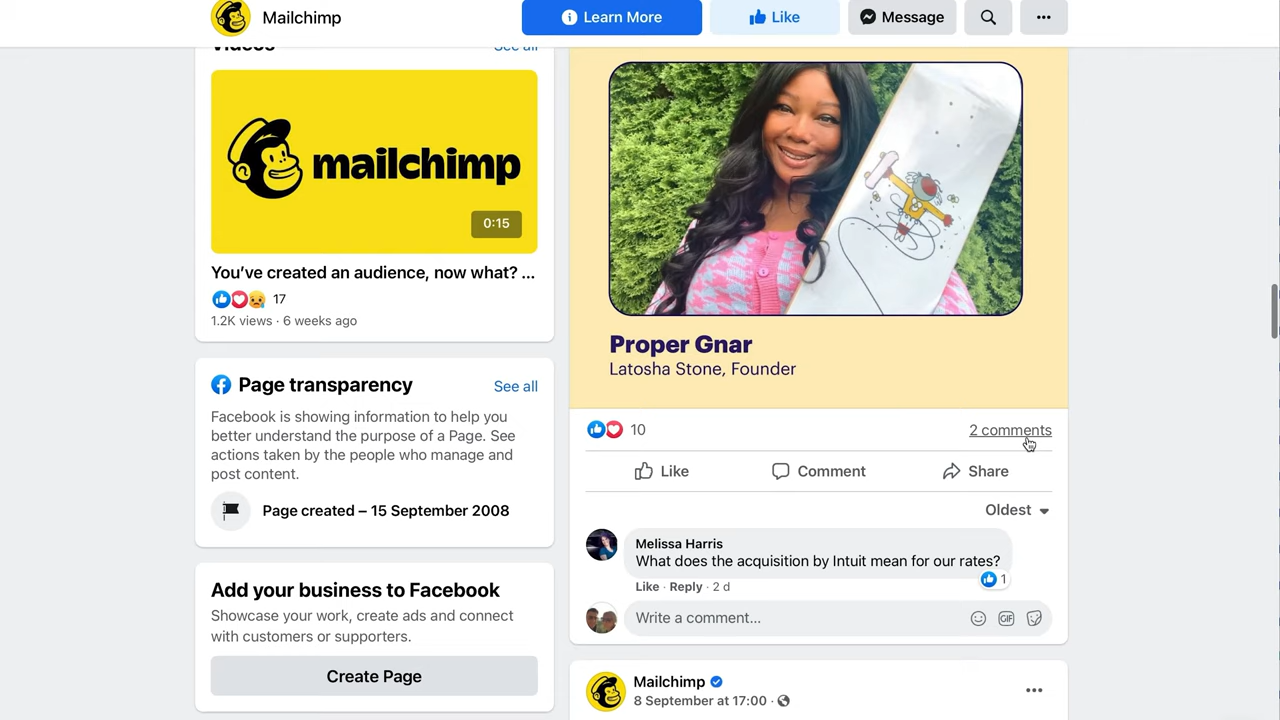 Mailchimp
Learn More
Like
Message
Videos
See all
mailchimp
0:15
You've created an audience, now what? ...
17
1.2K views · 6 weeks ago
Page transparency
See all
Facebook is showing information to help you
better understand the purpose of a Page. See
actions taken by the people who manage and
post content.
Page created – 15 September 2008
Add your business to Facebook
Showcase your work, create ads and connect
with customers or supporters.
Create Page
Proper Gnar
Latosha Stone, Founder
10
2 comments
Like
Comment
Share
Oldest
Melissa Harris
What does the acquisition by Intuit mean for our rates?
1
Like · Reply · 2 d
Write a comment...
GIF
Mailchimp
8 September at 17:00 ·